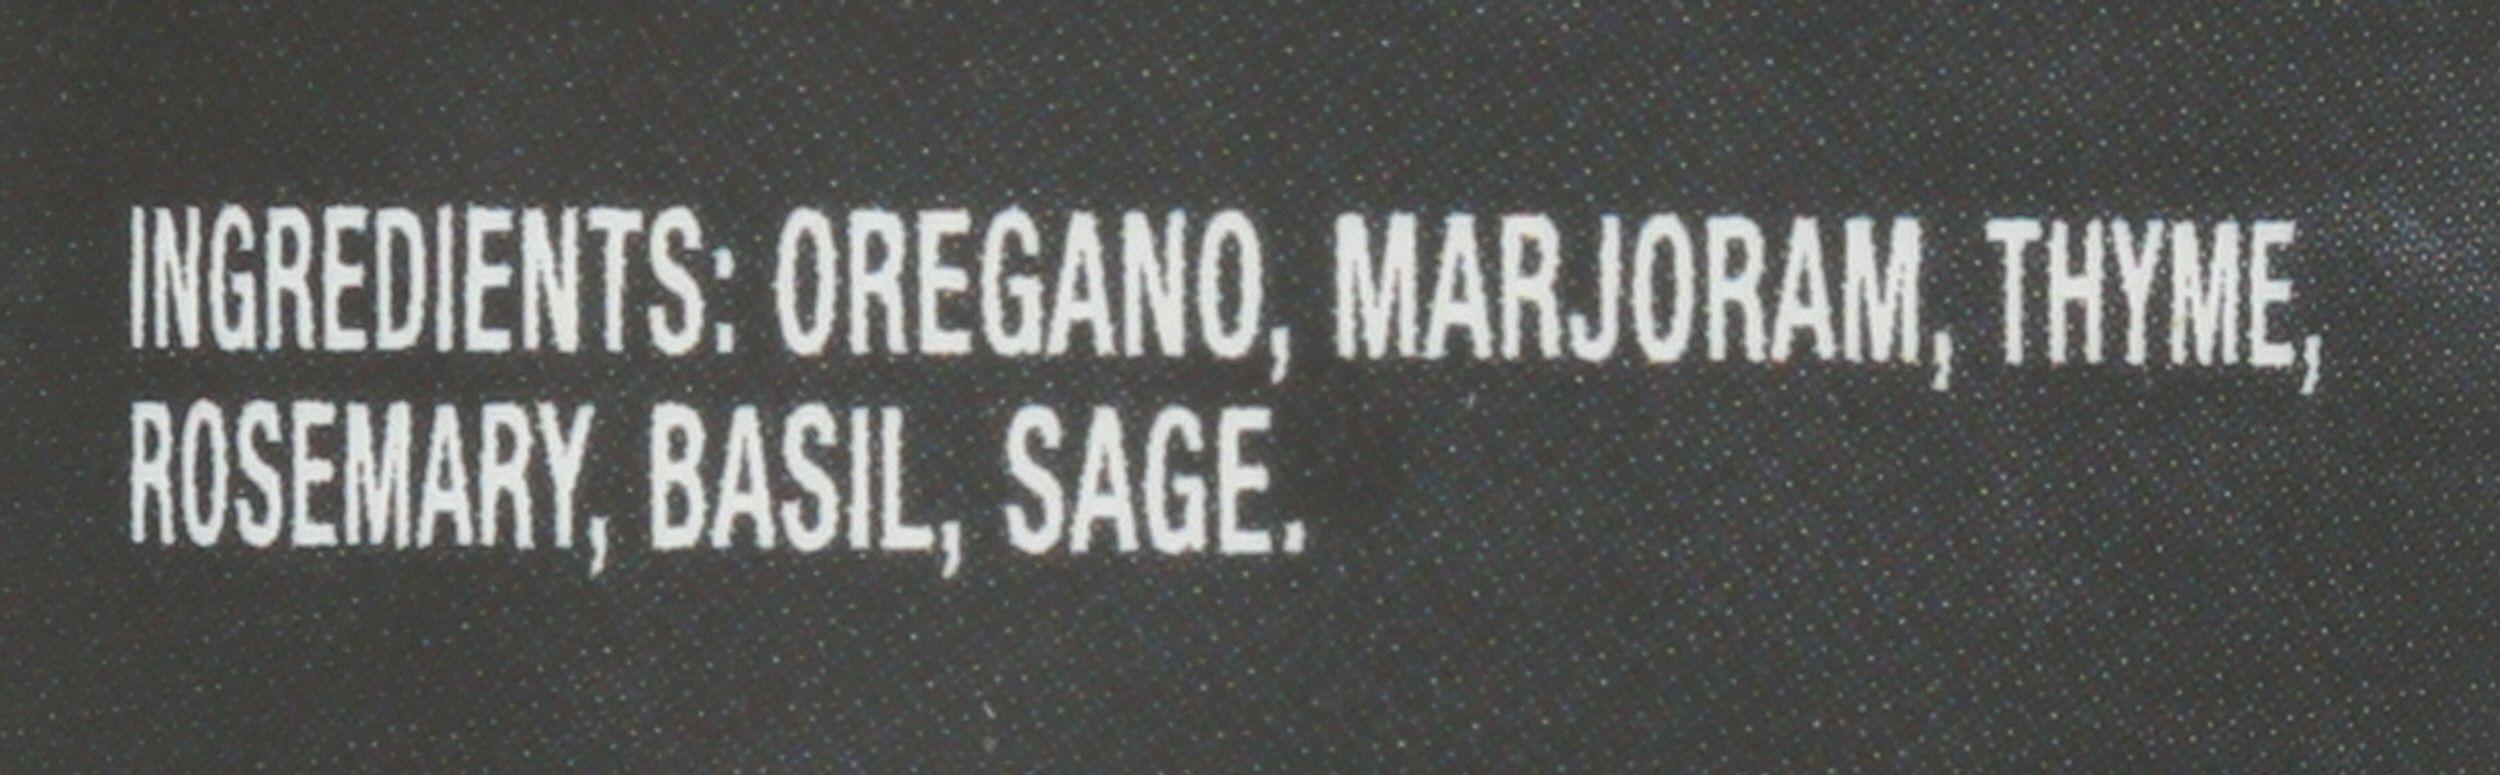 INGREDIENTS: OREGANO, MARJORAM, THYME,
ROSEMARY, BASIL, SAGE.